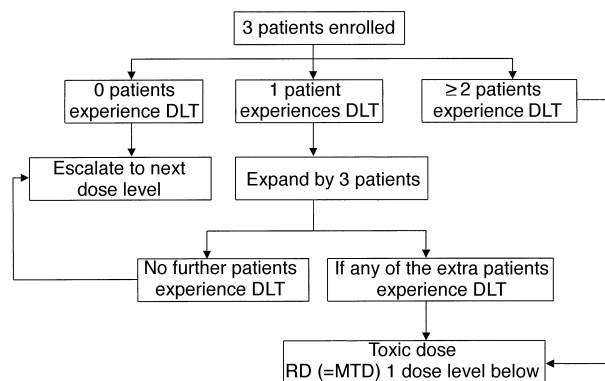 3 patients enrolled
0 patients
experience DLT
1 patient
experiences DLT
≥ 2 patients
experience DLT
Escalate to next
dose level
Expand by 3 patients
No further patients
experience DLT
If any of the extra patients
experience DLT
Toxic dose
RD (=MTD) 1 dose level below